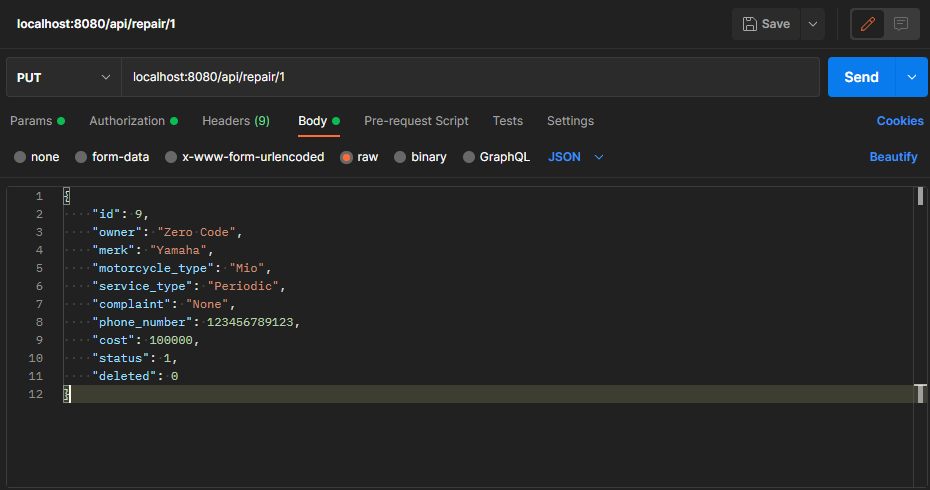 localhost:8080/api/repair/1
Save
PUT
localhost:8080/api/repair/1
Send
Params Authorization Headers (9) Body Pre-request Script Tests Settings Cookies
none form-data x-www-form-urlencoded raw binary GraphQL JSON Beautify
1 {
2 "id": 9,
3 "owner": "Zero Code",
4 "merk": "Yamaha",
5 "motorcycle_type": "Mio",
6 "service_type": "Periodic",
7 "complaint": "None",
8 "phone_number": 123456789123,
9 "cost": 100000,
10 "status": 1,
11 "deleted": 0
12 }